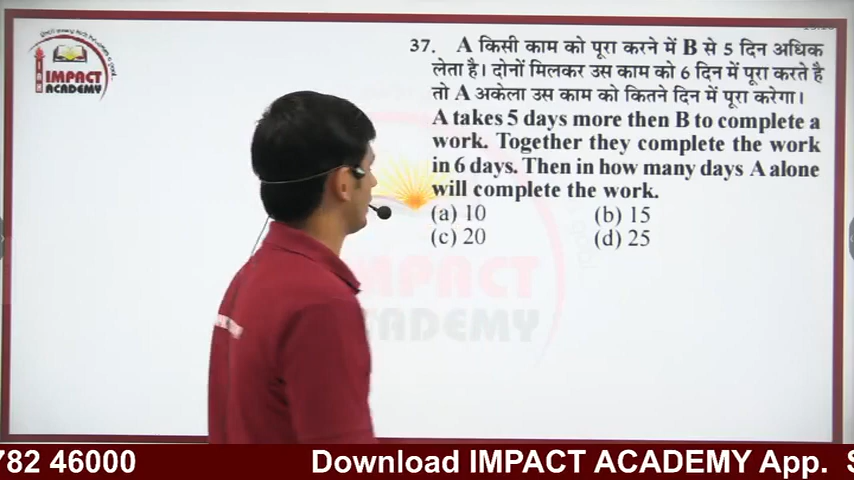 IMPACT
ACADEMY
37. A किसी काम को पूरा करने में B से 5 दिन अधिक
लेता है। दोनों मिलकर उस काम को 6 दिन में पूरा करते है
तो A अकेला उस काम को कितने दिन में पूरा करेगा।
A takes 5 days more then B to complete a
work. Together they complete the work
in 6 days. Then in how many days A alone
will complete the work.
(a) 10 (b) 15
(c) 20 (d) 25
IMPACT
ACADEMY
782 46000 Download IMPACT ACADEMY App. S